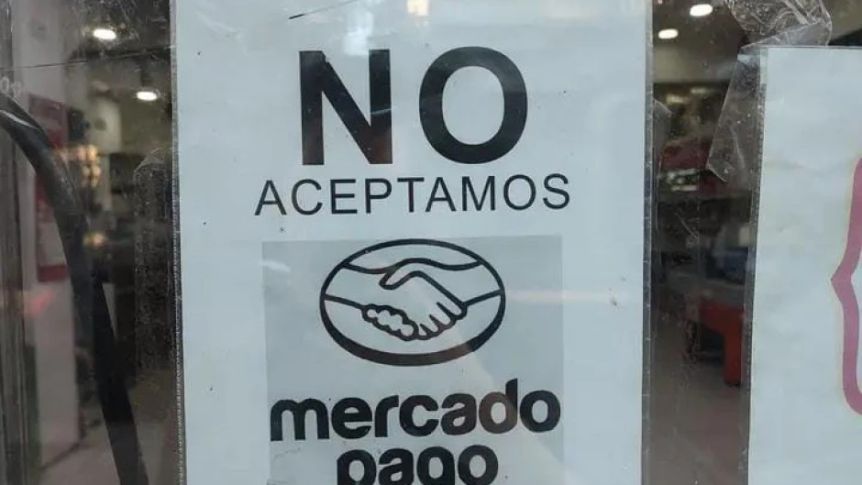 NO
ACEPTAMOS
mercado
pago